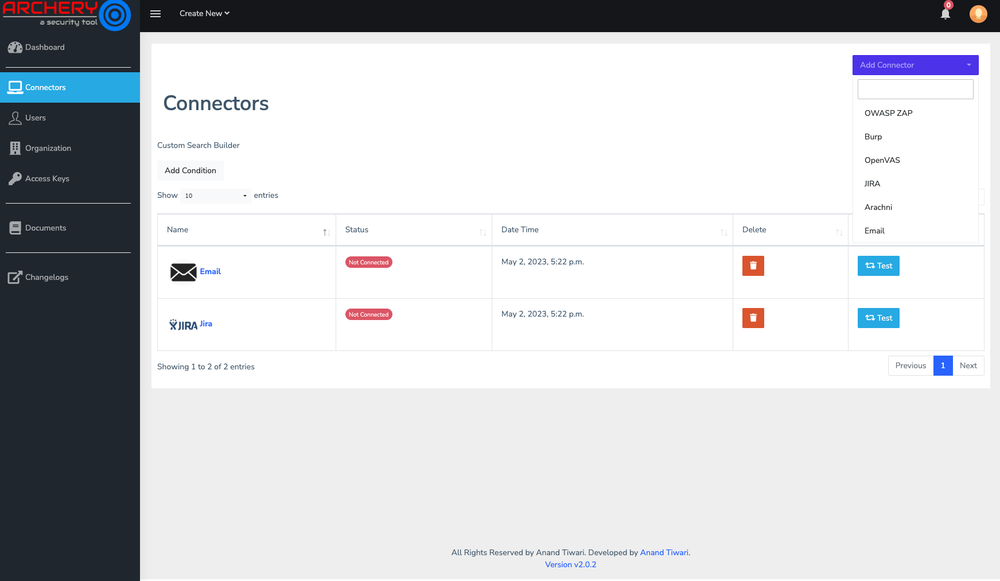 ARCHERY
a security tool
Create New
0
Dashboard
Connectors
Users
Organization
Access Keys
Documents
Changelogs
Add Connector
OWASP ZAP
Burp
OpenVAS
JIRA
Arachni
Email
Connectors
Custom Search Builder
Add Condition
Show 10 entries
Name Status Date Time Delete
Email Not Connected May 2, 2023, 5:22 p.m. Test
JIRA Jira Not Connected May 2, 2023, 5:22 p.m. Test
Showing 1 to 2 of 2 entries
Previous 1 Next
All Rights Reserved by Anand Tiwari. Developed by Anand Tiwari.
Version v2.0.2